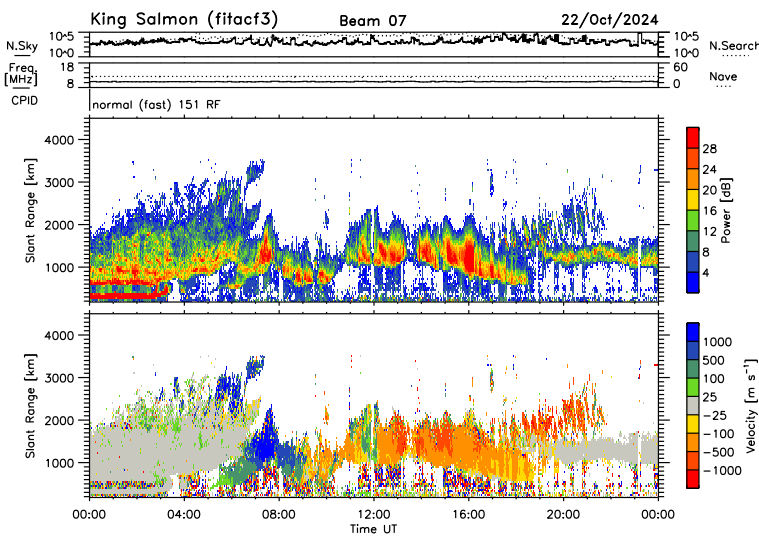 King Salmon (fitacf3) Beam 07 22/Oct/2024
N.Sky 10^5 10^0 10^5 10^0 N.Search
Freq. [MHz] 18 8 60 0 Nave
CPID normal (fast) 151 RF
Slant Range [km] 4000 3000 2000 1000
Power [dB] 28 24 20 16 12 8 4
Slant Range [km] 4000 3000 2000 1000
Velocity [m s⁻¹] 1000 500 100 25 −25 −100 −500 −1000
00:00 04:00 08:00 12:00 16:00 20:00 00:00
Time UT